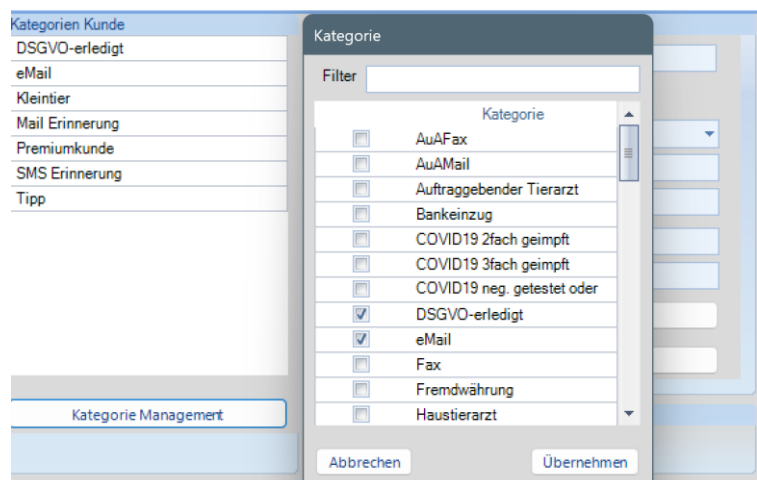 Kategorien Kunde
DSGVO-erledigt
eMail
Kleintier
Mail Erinnerung
Premiumkunde
SMS Erinnerung
Tipp
Kategorie Management
Kategorie
Filter
Kategorie
AuAFax
AuAMail
Auftraggebender Tierarzt
Bankeinzug
COVID19 2fach geimpft
COVID19 3fach geimpft
COVID19 neg. getestet oder
DSGVO-erledigt
eMail
Fax
Fremdwährung
Haustierarzt
Abbrechen
Übernehmen